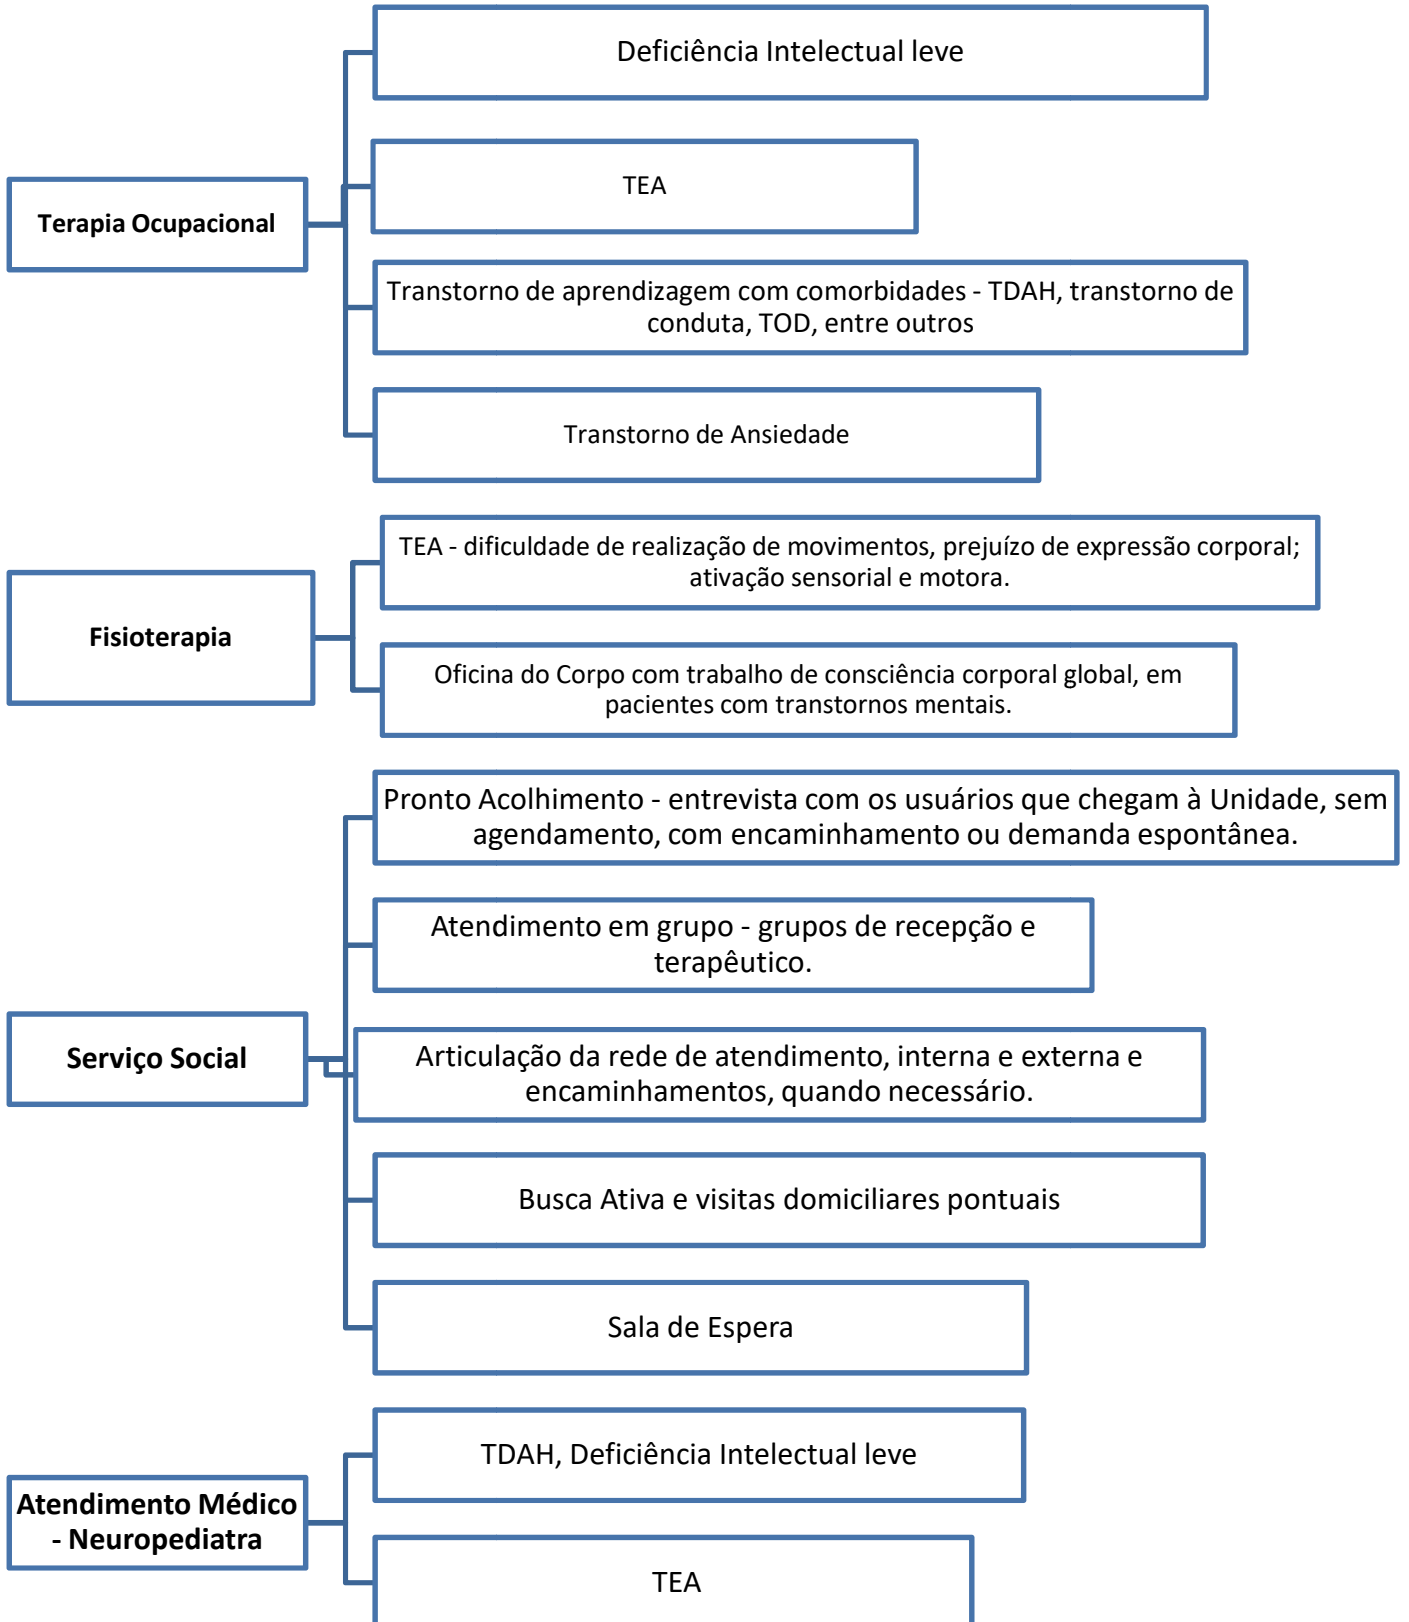 Deficiência Intelectual leve
TEA
Terapia Ocupacional
Transtorno de aprendizagem com comorbidades - TDAH, transtorno de
conduta, TOD, entre outros
Transtorno de Ansiedade
TEA - dificuldade de realização de movimentos, prejuízo de expressão corporal;
ativação sensorial e motora.
Fisioterapia
Oficina do Corpo com trabalho de consciência corporal global, em
pacientes com transtornos mentais.
Pronto Acolhimento - entrevista com os usuários que chegam à Unidade, sem
agendamento, com encaminhamento ou demanda espontânea.
Atendimento em grupo - grupos de recepção e
terapêutico.
Serviço Social
Articulação da rede de atendimento, interna e externa e
encaminhamentos, quando necessário.
Busca Ativa e visitas domiciliares pontuais
Sala de Espera
TDAH, Deficiência Intelectual leve
Atendimento Médico
- Neuropediatra
TEA